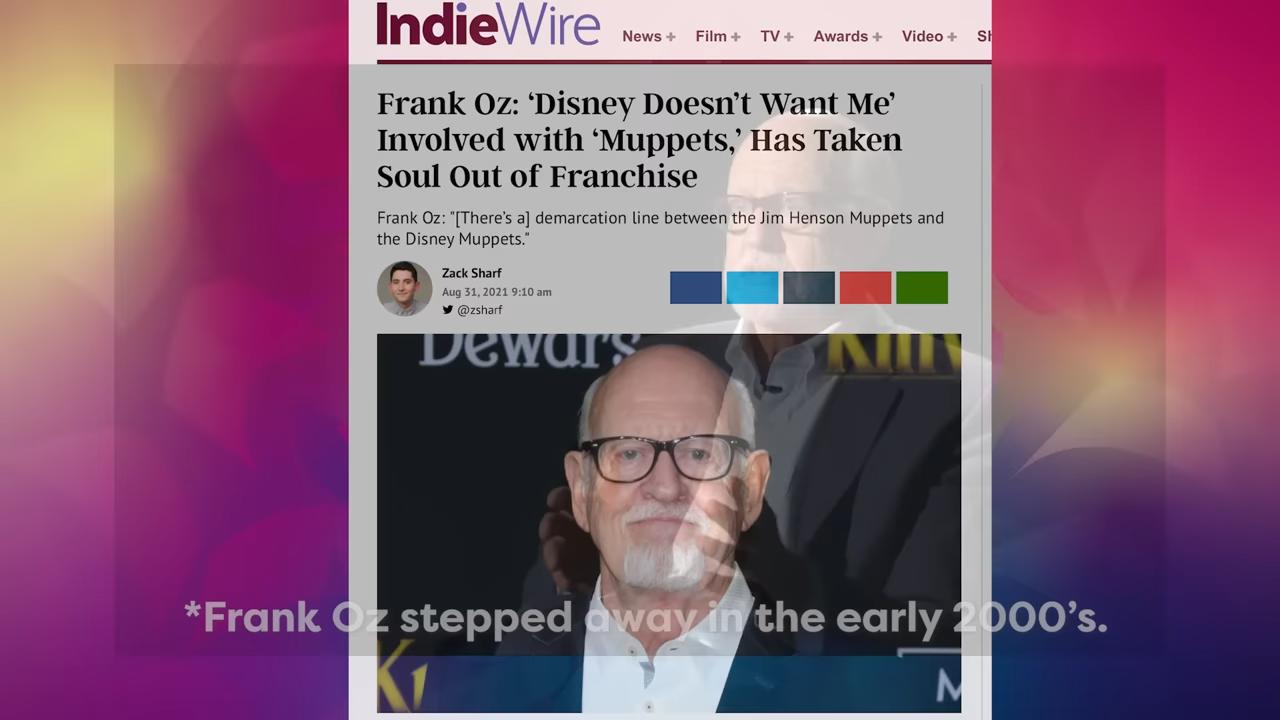 IndieWire
News + Film + TV + Awards + Video +
Frank Oz: ‘Disney Doesn’t Want Me’
Involved with ‘Muppets,’ Has Taken
Soul Out of Franchise
Frank Oz: "[There’s a] demarcation line between the Jim Henson Muppets and
the Disney Muppets."
Zack Sharf
Aug 31, 2021 9:10 am
@zsharf
Dewar's
*Frank Oz stepped away in the early 2000’s.